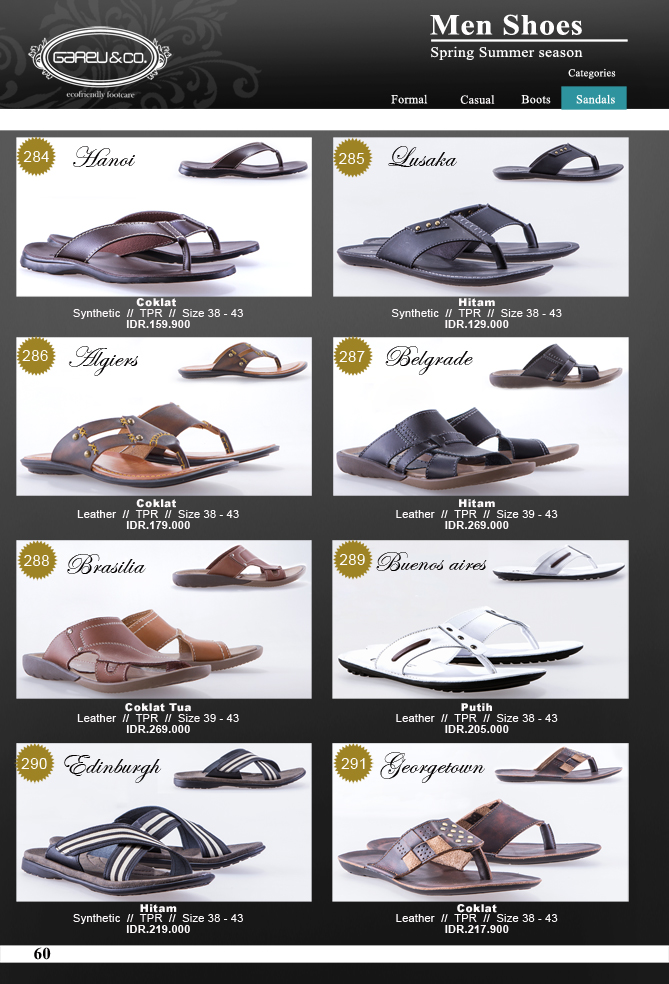 GAREU&CO.
ecofriendly footcare
Men Shoes
Spring Summer season
Categories
Formal Casual Boots Sandals
284 Hanoi
Coklat
Synthetic // TPR // Size 38 - 43
IDR.159.900
285 Lusaka
Hitam
Synthetic // TPR // Size 38 - 43
IDR.129.000
286 Algiers
Coklat
Leather // TPR // Size 38 - 43
IDR.179.000
287 Belgrade
Hitam
Leather // TPR // Size 39 - 43
IDR.269.000
288 Brasilia
Coklat Tua
Leather // TPR // Size 39 - 43
IDR.269.000
289 Buenos aires
Putih
Leather // TPR // Size 38 - 43
IDR.205.000
290 Edinburgh
Hitam
Synthetic // TPR // Size 38 - 43
IDR.219.000
291 Georgetown
Coklat
Leather // TPR // Size 38 - 43
IDR.217.900
60